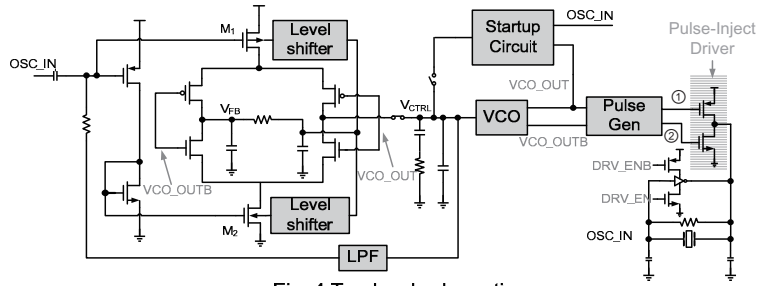 M1
Level shifter
OSC_IN
Startup Circuit
Pulse-Inject Driver
OSC_IN
VCO_OUT
VFB
VCTRL
VCO
Pulse Gen
①
②
VCO_OUTB
DRV_ENB
VCO_OUTB
VCO_OUT
DRV_EN
M2
Level shifter
OSC_IN
LPF